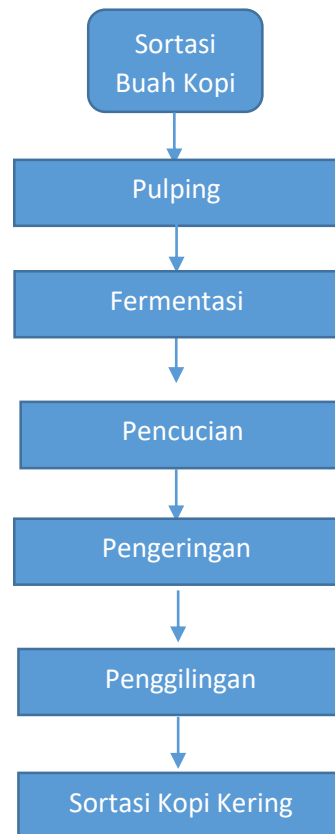 Sortasi
Buah Kopi
Pulping
Fermentasi
Pencucian
Pengeringan
Penggilingan
Sortasi Kopi Kering